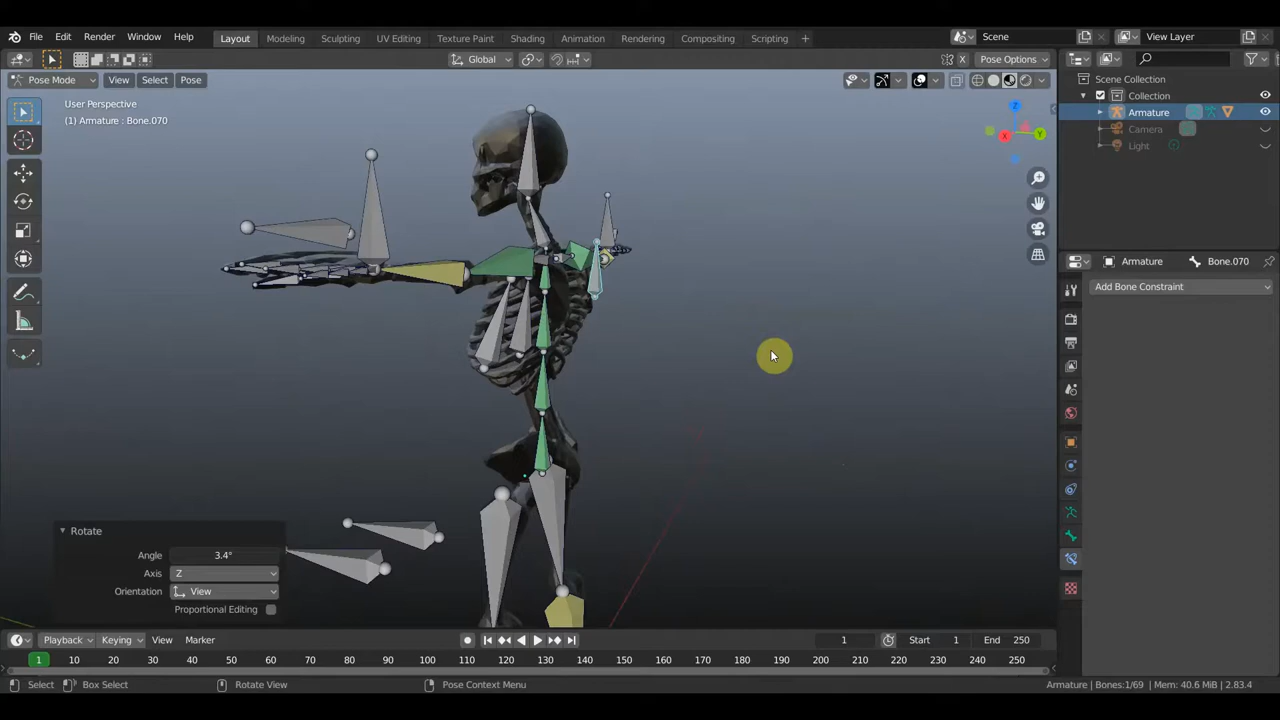 File Edit Render Window Help Layout Modeling Sculpting UV Editing Texture Paint Shading Animation Rendering Compositing Scripting + Scene View Layer
Global X Pose Options
Pose Mode View Select Pose
Scene Collection
Collection
Armature
Camera
Light
User Perspective
(1) Armature : Bone.070
X Y Z
Armature Bone.070
Add Bone Constraint
Rotate
Angle 3.4°
Axis Z
Orientation View
Proportional Editing
Playback Keying View Marker 1 Start 1 End 250
1 10 20 30 40 50 60 70 80 90 100 110 120 130 140 150 160 170 180 190 200 210 220 230 240 250
Select Box Select Rotate View Pose Context Menu Armature | Bones:1/69 | Mem: 40.6 MiB | 2.83.4